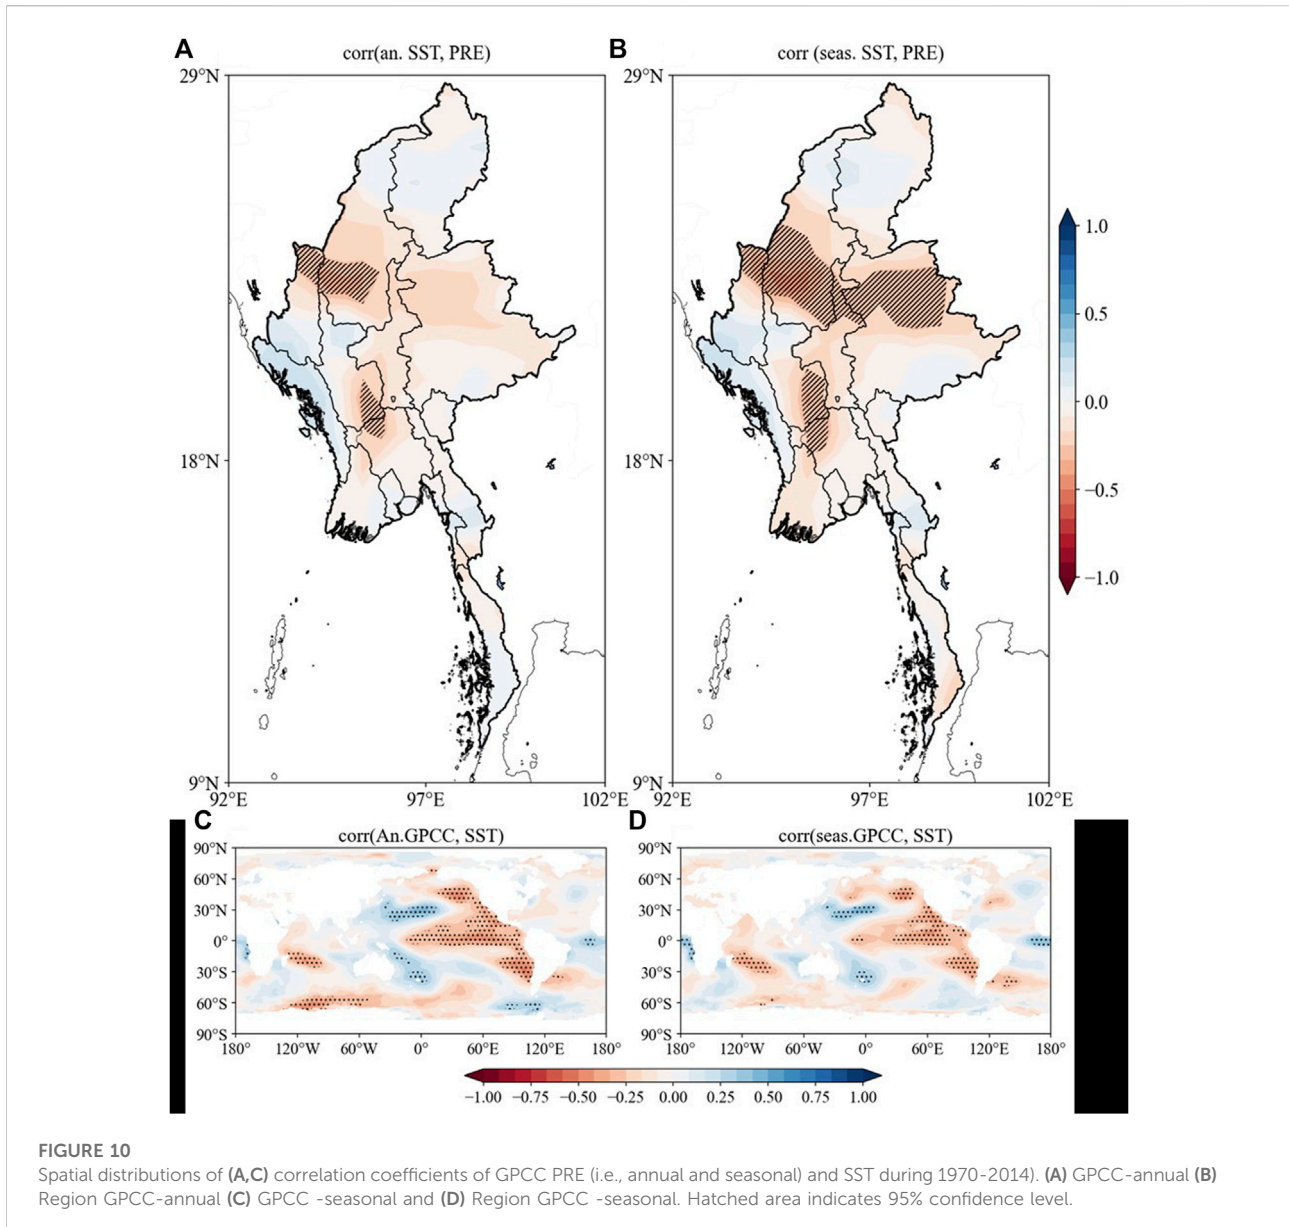 A
B
corr(an. SST, PRE)
corr (seas. SST, PRE)
29°N
29°N
1.0
0.5
0.0
18°N
18°N
−0.5
−1.0
9°N
9°N
92°E
97°E
102°E
92°E
97°E
102°E
C
D
corr(An.GPCC, SST)
corr(seas.GPCC, SST)
90°N
90°N
60°N
60°N
30°N
30°N
0°
0°
30°S
30°S
60°S
60°S
90°S
90°S
180°
120°W
60°W
0°
60°E
120°E
180°
180°
120°W
60°W
0°
60°E
120°E
180°
−1.00
−0.75
−0.50
−0.25
0.00
0.25
0.50
0.75
1.00
FIGURE 10
Spatial distributions of (A,C) correlation coefficients of GPCC PRE (i.e., annual and seasonal) and SST during 1970-2014). (A) GPCC-annual (B)
Region GPCC-annual (C) GPCC -seasonal and (D) Region GPCC -seasonal. Hatched area indicates 95% confidence level.